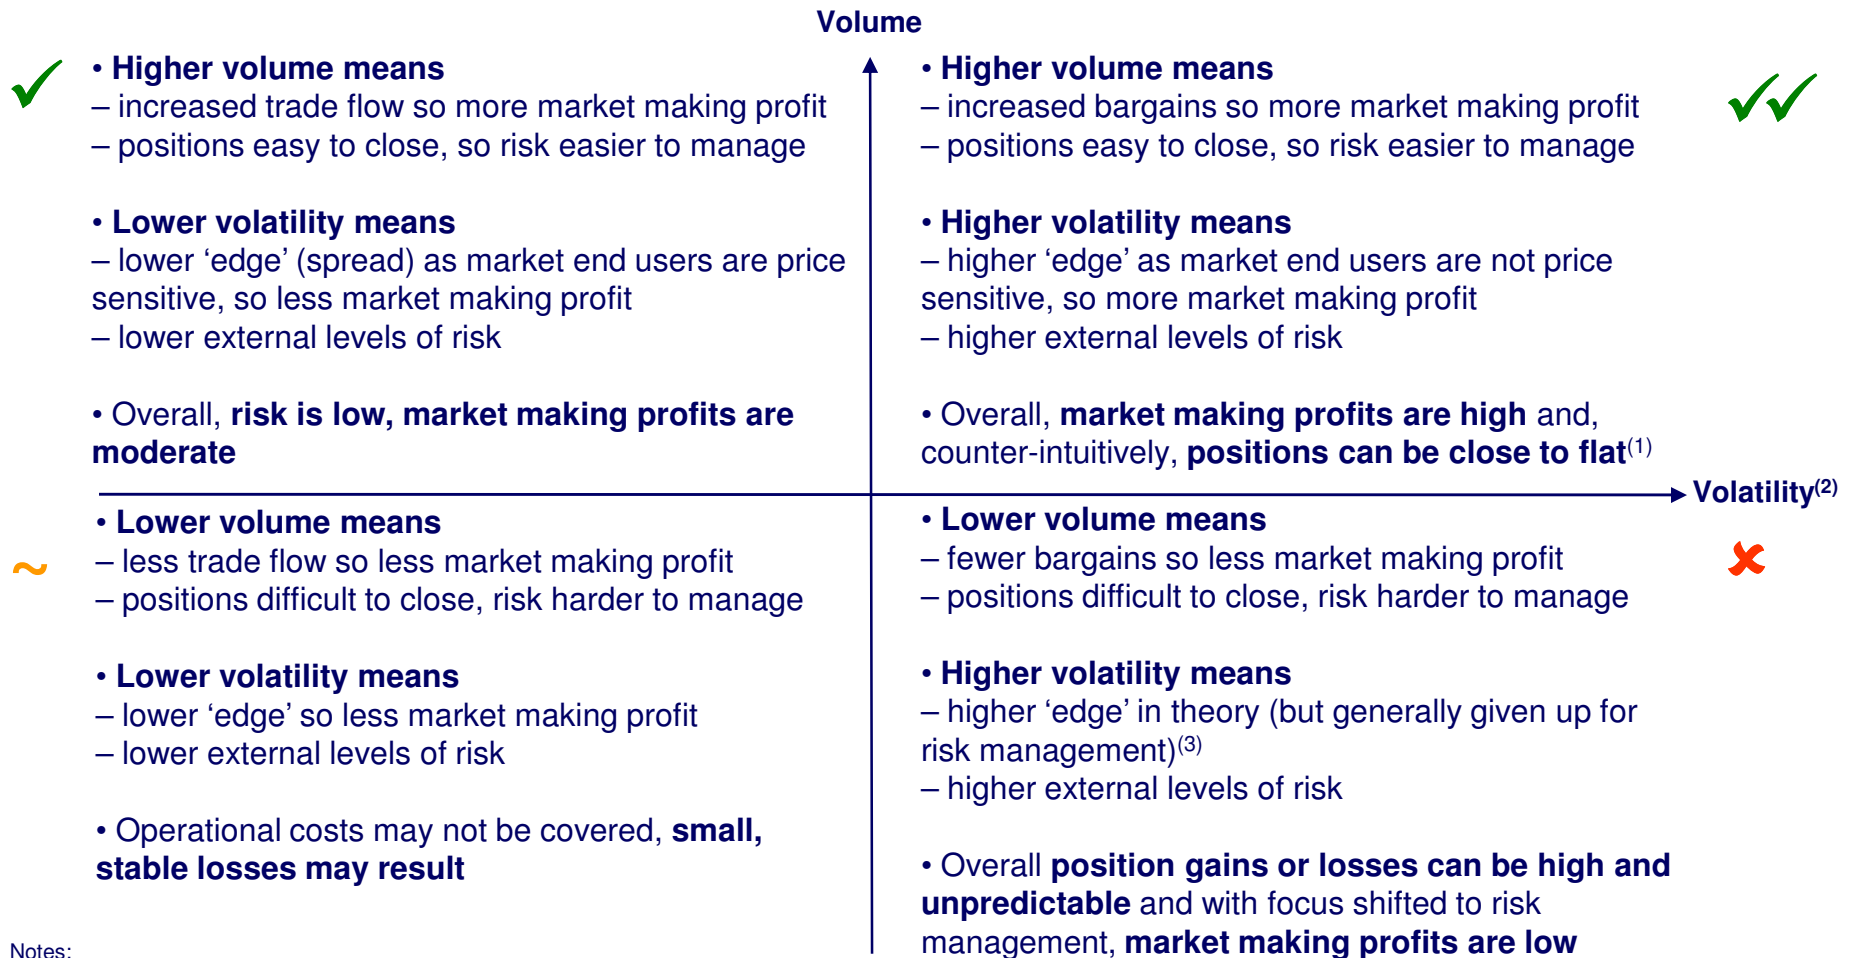 Volume
• Higher volume means
– increased trade flow so more market making profit
– positions easy to close, so risk easier to manage
• Lower volatility means
– lower ‘edge’ (spread) as market end users are price
sensitive, so less market making profit
– lower external levels of risk
• Overall, risk is low, market making profits are
moderate
• Higher volume means
– increased bargains so more market making profit
– positions easy to close, so risk easier to manage
• Higher volatility means
– higher ‘edge’ as market end users are not price
sensitive, so more market making profit
– higher external levels of risk
• Overall, market making profits are high and,
counter-intuitively, positions can be close to flat(1)
Volatility(2)
• Lower volume means
– less trade flow so less market making profit
– positions difficult to close, risk harder to manage
• Lower volatility means
– lower ‘edge’ so less market making profit
– lower external levels of risk
• Operational costs may not be covered, small,
stable losses may result
• Lower volume means
– fewer bargains so less market making profit
– positions difficult to close, risk harder to manage
• Higher volatility means
– higher ‘edge’ in theory (but generally given up for
risk management)(3)
– higher external levels of risk
• Overall position gains or losses can be high and
unpredictable and with focus shifted to risk
management, market making profits are low
Notes: